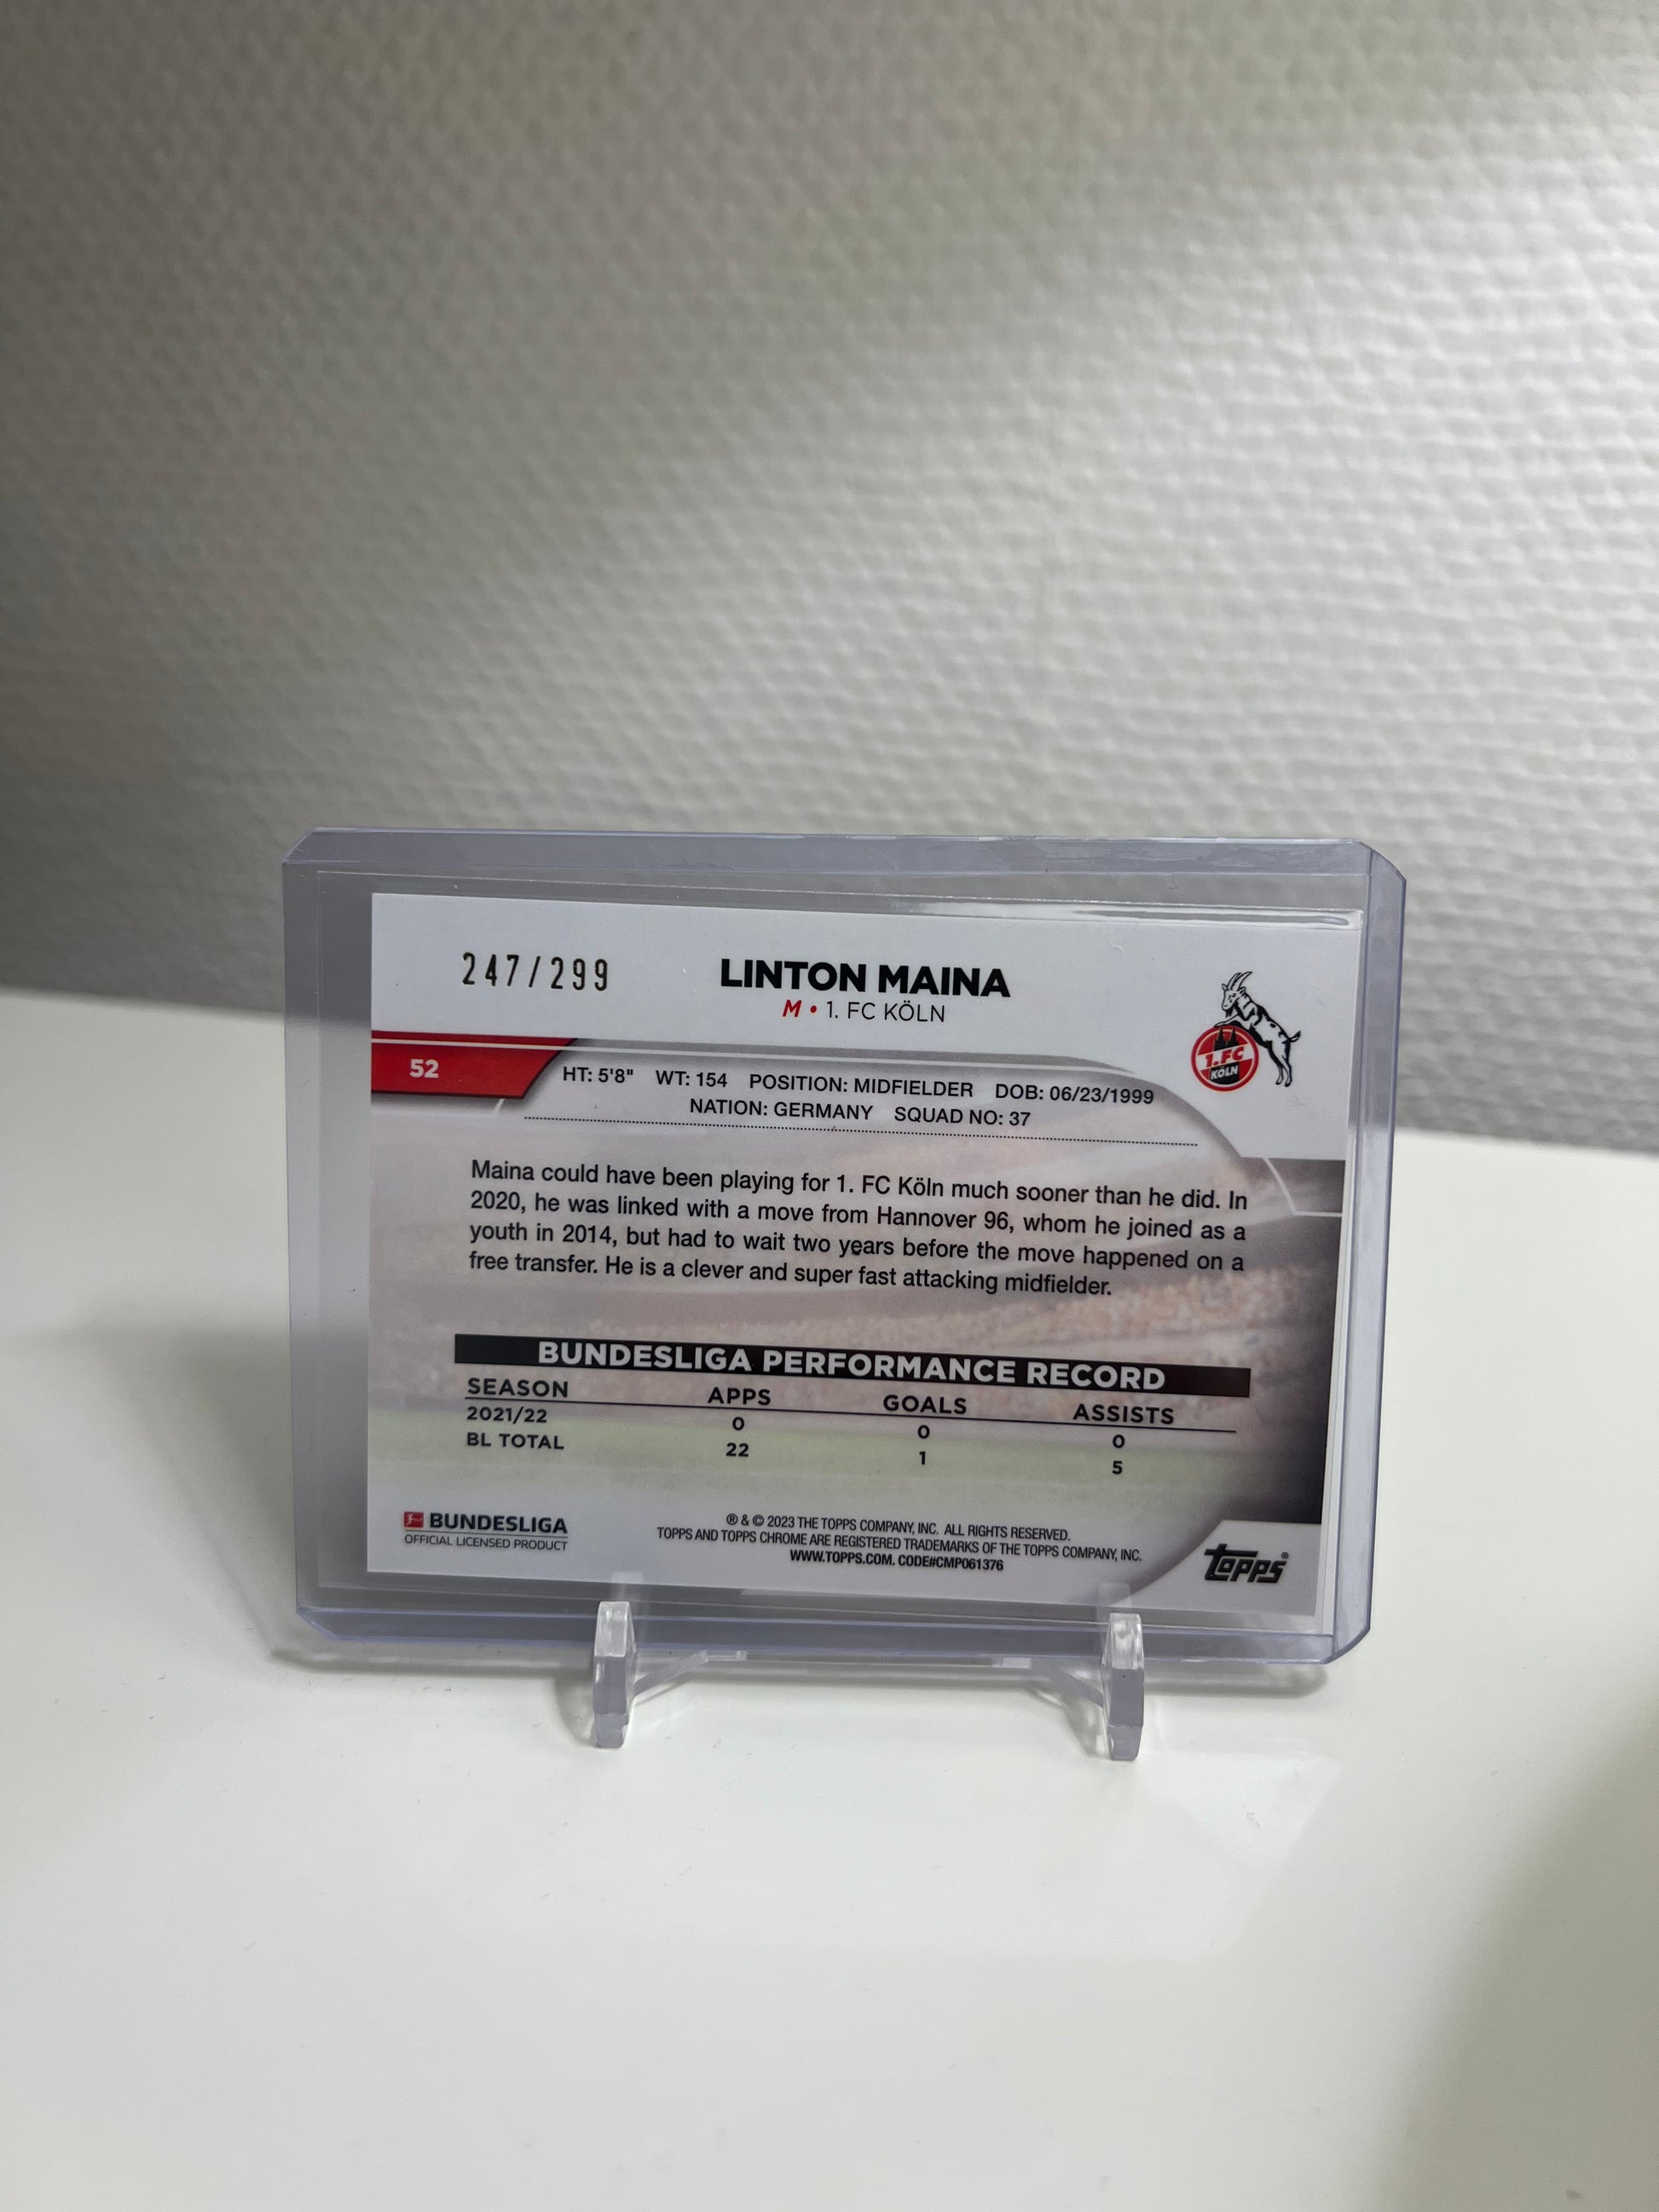 247/299
LINTON MAINA
M • 1. FC KÖLN
1.FC
KÖLN
52
HT: 5'8" WT: 154 POSITION: MIDFIELDER DOB: 06/23/1999
NATION: GERMANY SQUAD NO: 37
Maina could have been playing for 1. FC Köln much sooner than he did. In
2020, he was linked with a move from Hannover 96, whom he joined as a
youth in 2014, but had to wait two years before the move happened on a
free transfer. He is a clever and super fast attacking midfielder.
BUNDESLIGA PERFORMANCE RECORD
SEASON APPS GOALS ASSISTS
2021/22 0 0 0
BL TOTAL 22 1 5
BUNDESLIGA
OFFICIAL LICENSED PRODUCT
® & © 2023 THE TOPPS COMPANY, INC. ALL RIGHTS RESERVED.
TOPPS AND TOPPS CHROME ARE REGISTERED TRADEMARKS OF THE TOPPS COMPANY, INC.
WWW.TOPPS.COM. CODE#CMP061376
topps®